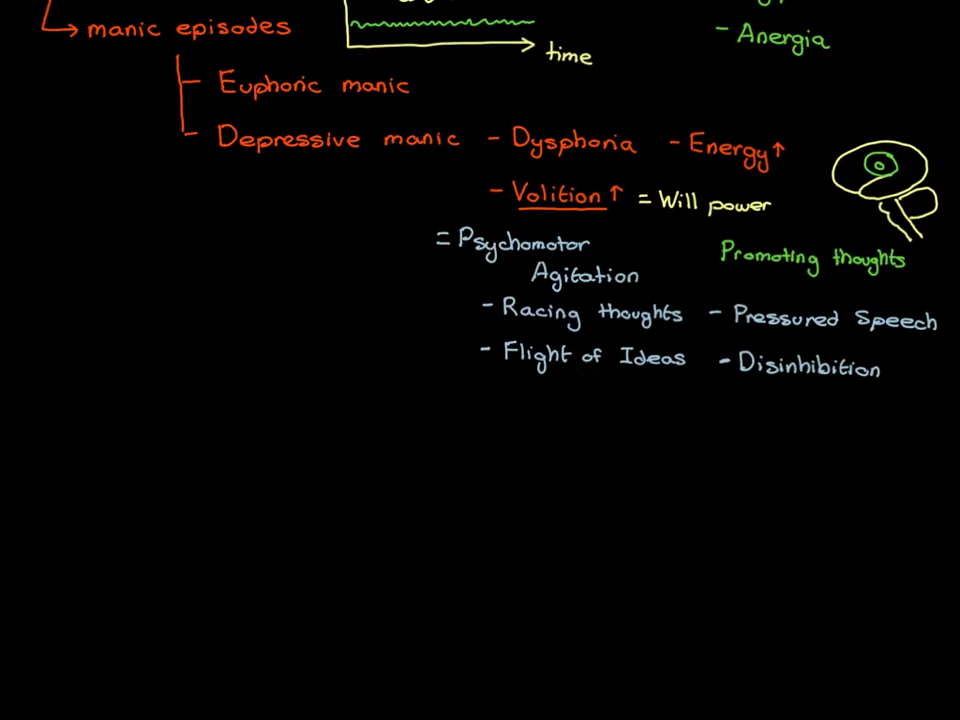 manic episodes
time
- Anergia
Euphoric manic
Depressive manic - Dysphoria - Energy↑
- Volition ↑ = Will power
= Psychomotor
Agitation
Promoting thoughts
- Racing thoughts - Pressured Speech
- Flight of Ideas - Disinhibition